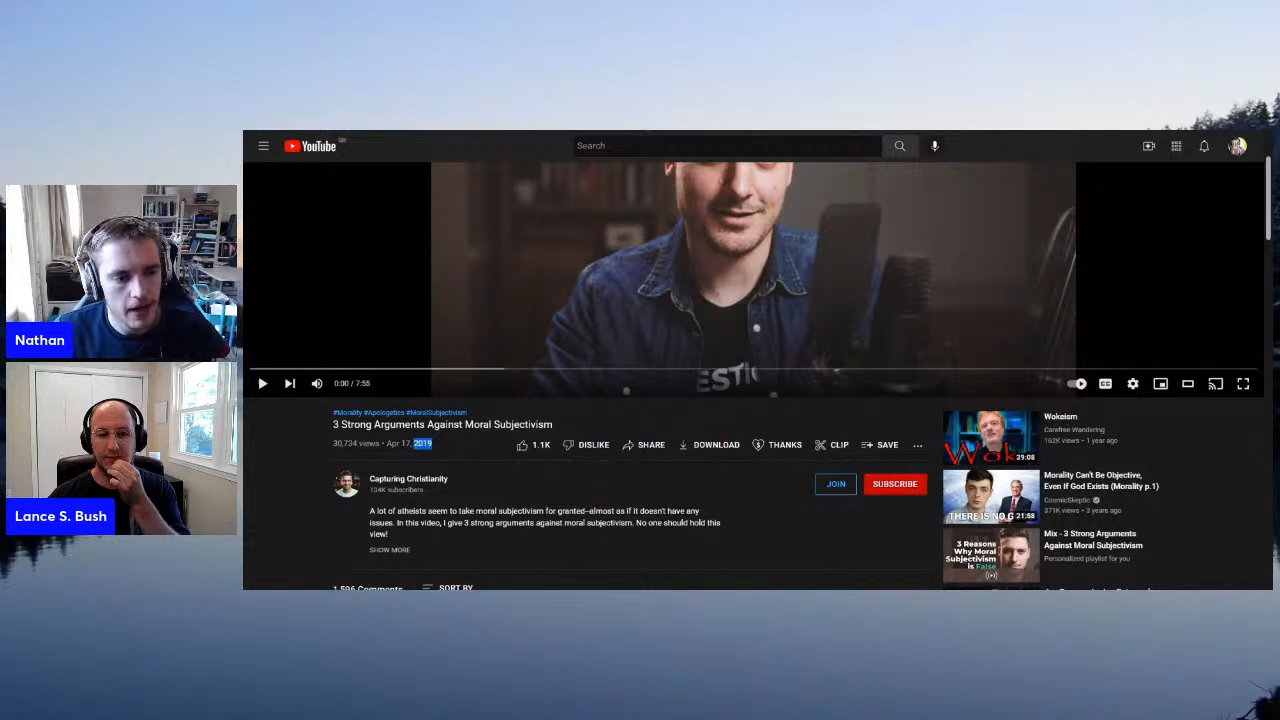 YouTube
GB
Search
ESTI
0:00 / 7:55
#Morality #Apologetics #MoralSubjectivism
3 Strong Arguments Against Moral Subjectivism
30,734 views • Apr 17, 2019
1.1K
DISLIKE
SHARE
DOWNLOAD
THANKS
CLIP
SAVE
Capturing Christianity
134K subscribers
JOIN
SUBSCRIBE
A lot of atheists seem to take moral subjectivism for granted–almost as if it doesn't have any
issues. In this video, I give 3 strong arguments against moral subjectivism. No one should hold this
view!
SHOW MORE
1,596 Comments
SORT BY
Wok
39:08
Wokeism
Carefree Wandering
162K views • 1 year ago
THERE IS NO G
21:58
Morality Can't Be Objective,
Even If God Exists (Morality p.1)
CosmicSkeptic
371K views • 3 years ago
3 Reasons
Why Moral
Subjectivism
is False
Mix - 3 Strong Arguments
Against Moral Subjectivism
Personalized playlist for you
Nathan
Lance S. Bush